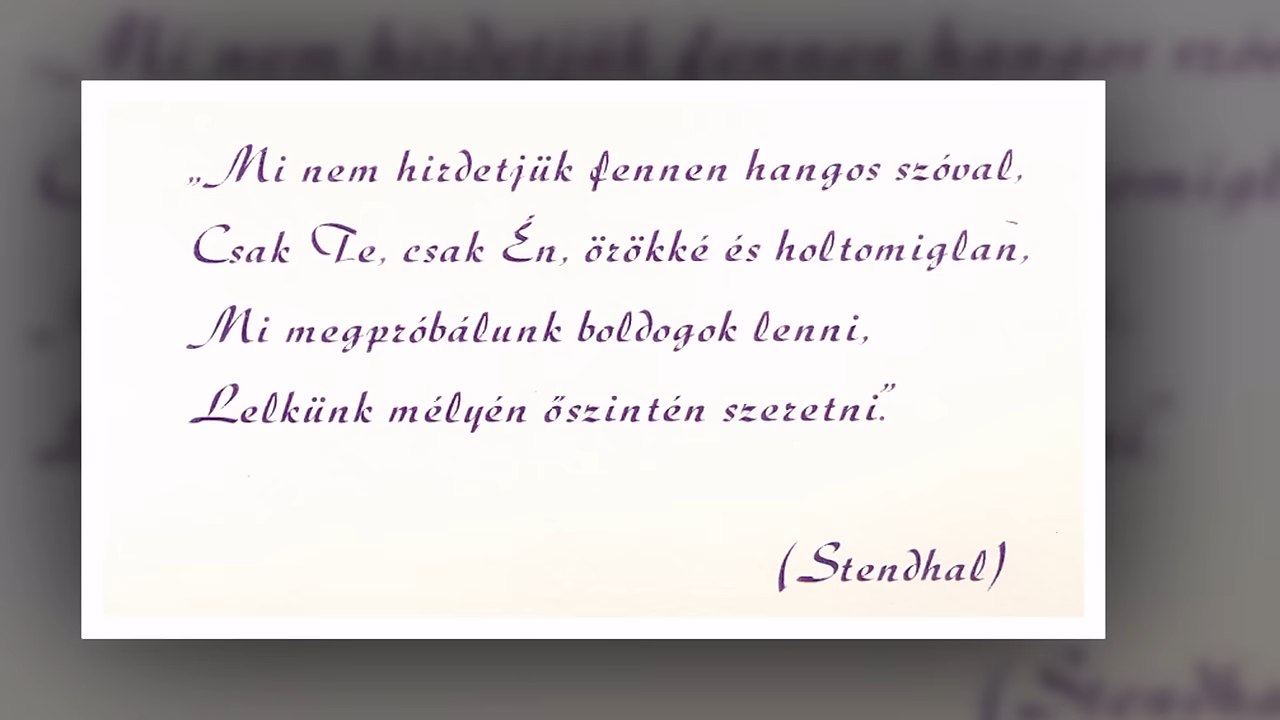 „Mi nem hirdetjük fennen hangos szóval,
Csak Te, csak Én, örökké és holtomiglan,
Mi megpróbálunk boldogok lenni,
Lelkünk mélyén őszintén szeretni.”
(Stendhal)